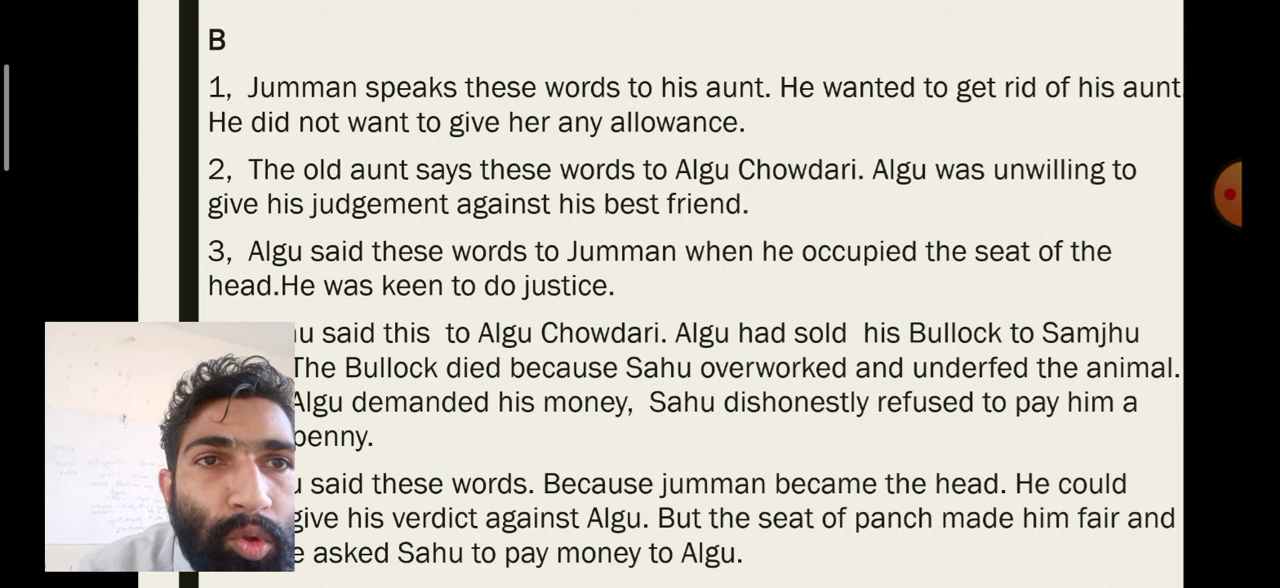 B
1, Jumman speaks these words to his aunt. He wanted to get rid of his aunt
He did not want to give her any allowance.
2, The old aunt says these words to Algu Chowdari. Algu was unwilling to
give his judgement against his best friend.
3, Algu said these words to Jumman when he occupied the seat of the
head.He was keen to do justice.
said this to Algu Chowdari. Algu had sold his Bullock to Samjhu
The Bullock died because Sahu overworked and underfed the animal.
Algu demanded his money, Sahu dishonestly refused to pay him a
penny.
said these words. Because jumman became the head. He could
give his verdict against Algu. But the seat of panch made him fair and
asked Sahu to pay money to Algu.